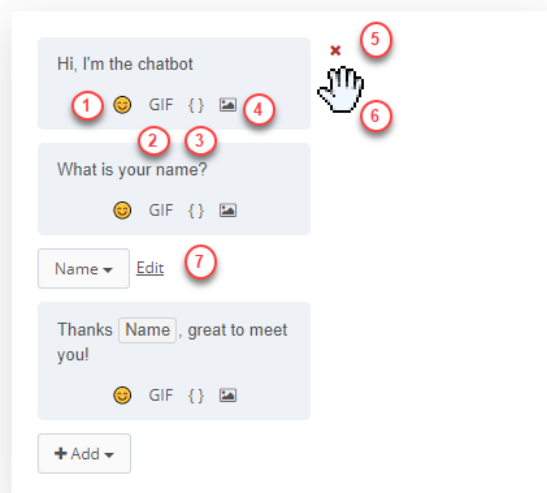 Hi, I'm the chatbot
5
1
GIF { }
4
6
2
3
What is your name?
GIF { }
Name Edit
7
Thanks Name , great to meet
you!
GIF { }
+ Add